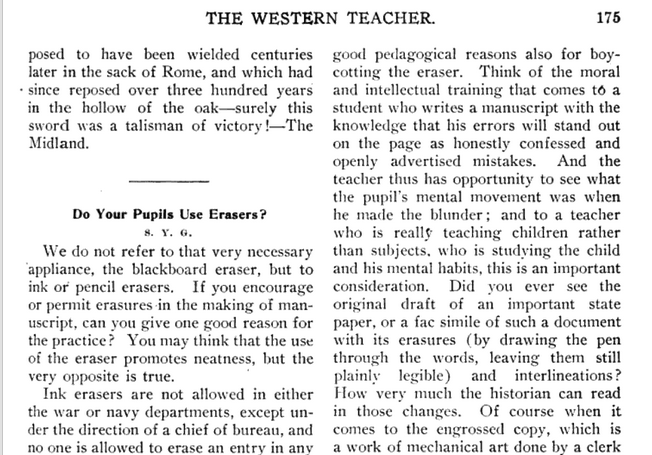 THE WESTERN TEACHER. 175
posed to have been wielded centuries
later in the sack of Rome, and which had
since reposed over three hundred years
in the hollow of the oak—surely this
sword was a talisman of victory!—The
Midland.
Do Your Pupils Use Erasers?
S. Y. G.
We do not refer to that very necessary
appliance, the blackboard eraser, but to
ink or pencil erasers. If you encourage
or permit erasures in the making of man-
uscript, can you give one good reason for
the practice? You may think that the use
of the eraser promotes neatness, but the
very opposite is true.
Ink erasers are not allowed in either
the war or navy departments, except un-
der the direction of a chief of bureau, and
no one is allowed to erase an entry in any
good pedagogical reasons also for boy-
cotting the eraser. Think of the moral
and intellectual training that comes to a
student who writes a manuscript with the
knowledge that his errors will stand out
on the page as honestly confessed and
openly advertised mistakes. And the
teacher thus has opportunity to see what
the pupil's mental movement was when
he made the blunder; and to a teacher
who is really teaching children rather
than subjects, who is studying the child
and his mental habits, this is an important
consideration. Did you ever see the
original draft of an important state
paper, or a fac simile of such a document
with its erasures (by drawing the pen
through the words, leaving them still
plainly legible) and interlineations?
How very much the historian can read
in those changes. Of course when it
comes to the engrossed copy, which is
a work of mechanical art done by a clerk